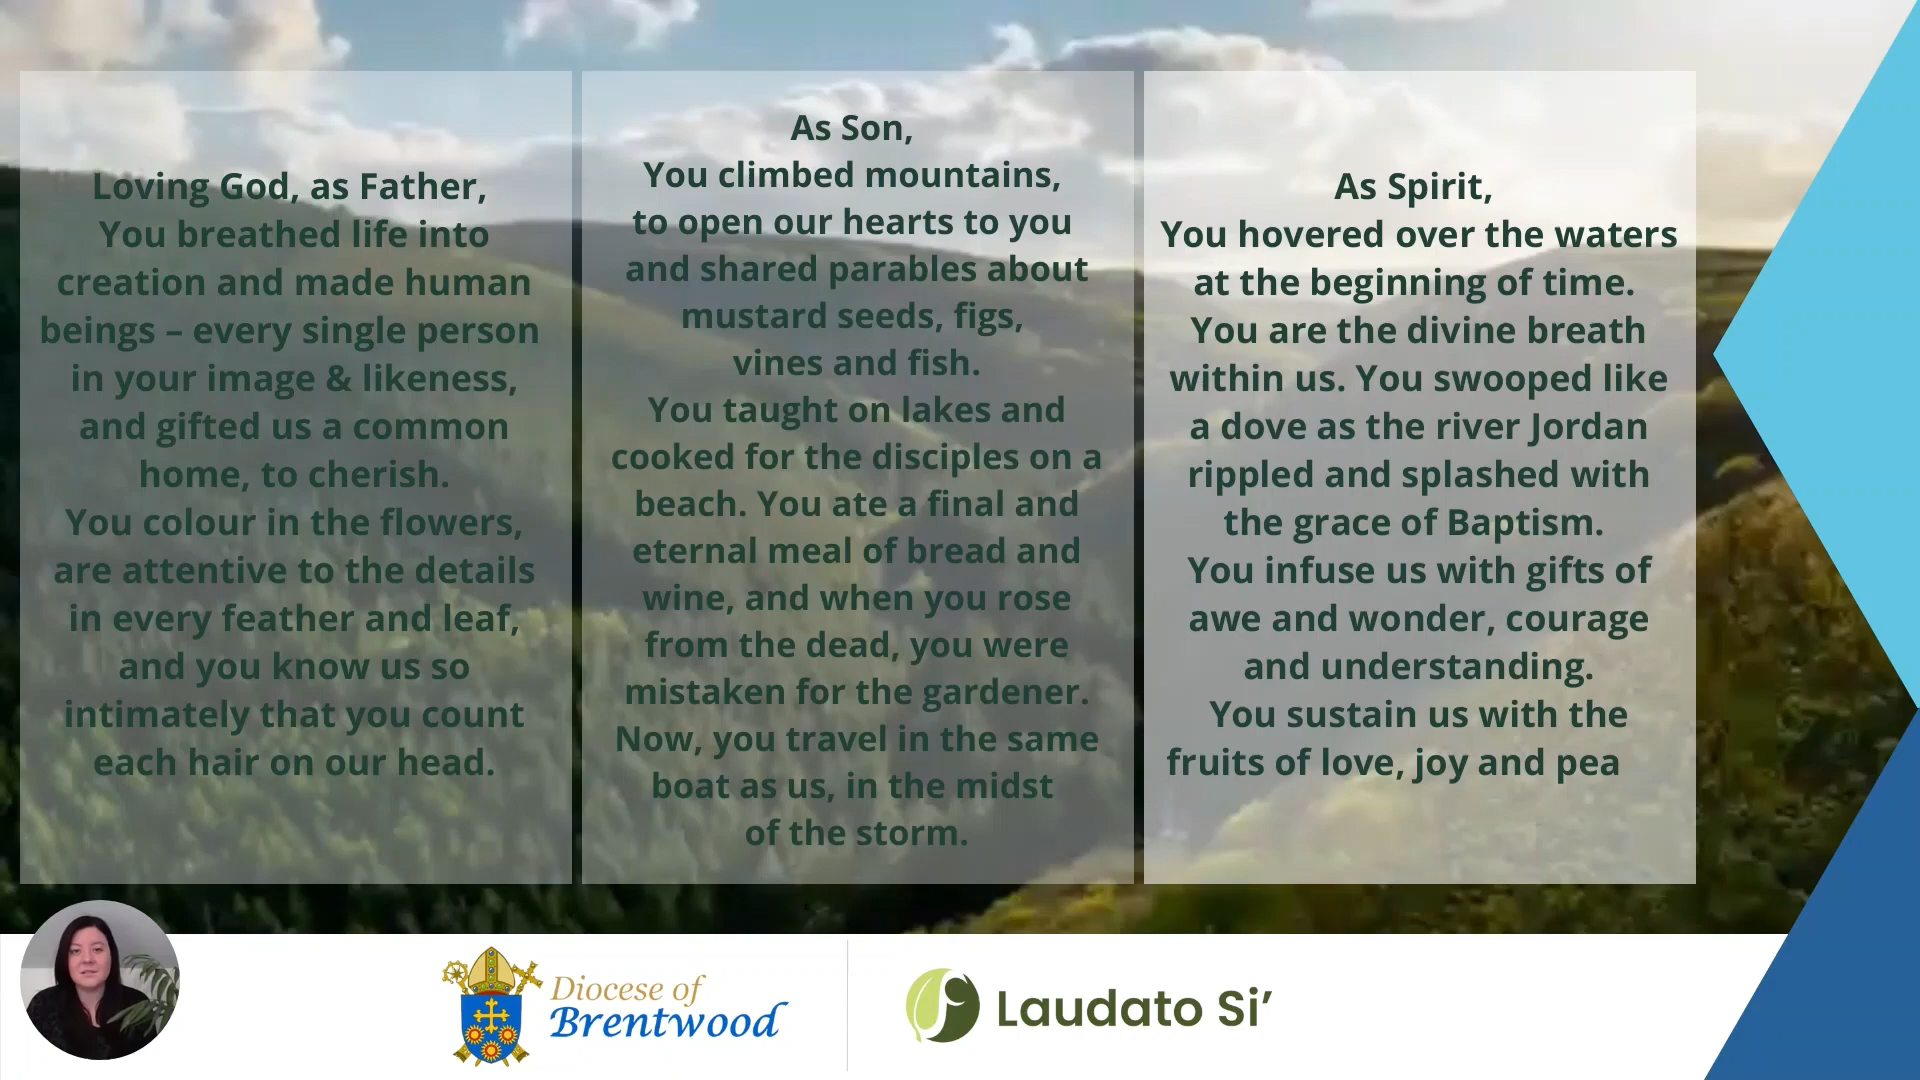 Loving God, as Father,
You breathed life into
creation and made human
beings – every single person
in your image & likeness,
and gifted us a common
home, to cherish.
You colour in the flowers,
are attentive to the details
in every feather and leaf,
and you know us so
intimately that you count
each hair on our head.
As Son,
You climbed mountains,
to open our hearts to you
and shared parables about
mustard seeds, figs,
vines and fish.
You taught on lakes and
cooked for the disciples on a
beach. You ate a final and
eternal meal of bread and
wine, and when you rose
from the dead, you were
mistaken for the gardener.
Now, you travel in the same
boat as us, in the midst
of the storm.
As Spirit,
You hovered over the waters
at the beginning of time.
You are the divine breath
within us. You swooped like
a dove as the river Jordan
rippled and splashed with
the grace of Baptism.
You infuse us with gifts of
awe and wonder, courage
and understanding.
You sustain us with the
fruits of love, joy and pea
Diocese of
Brentwood
Laudato Si’